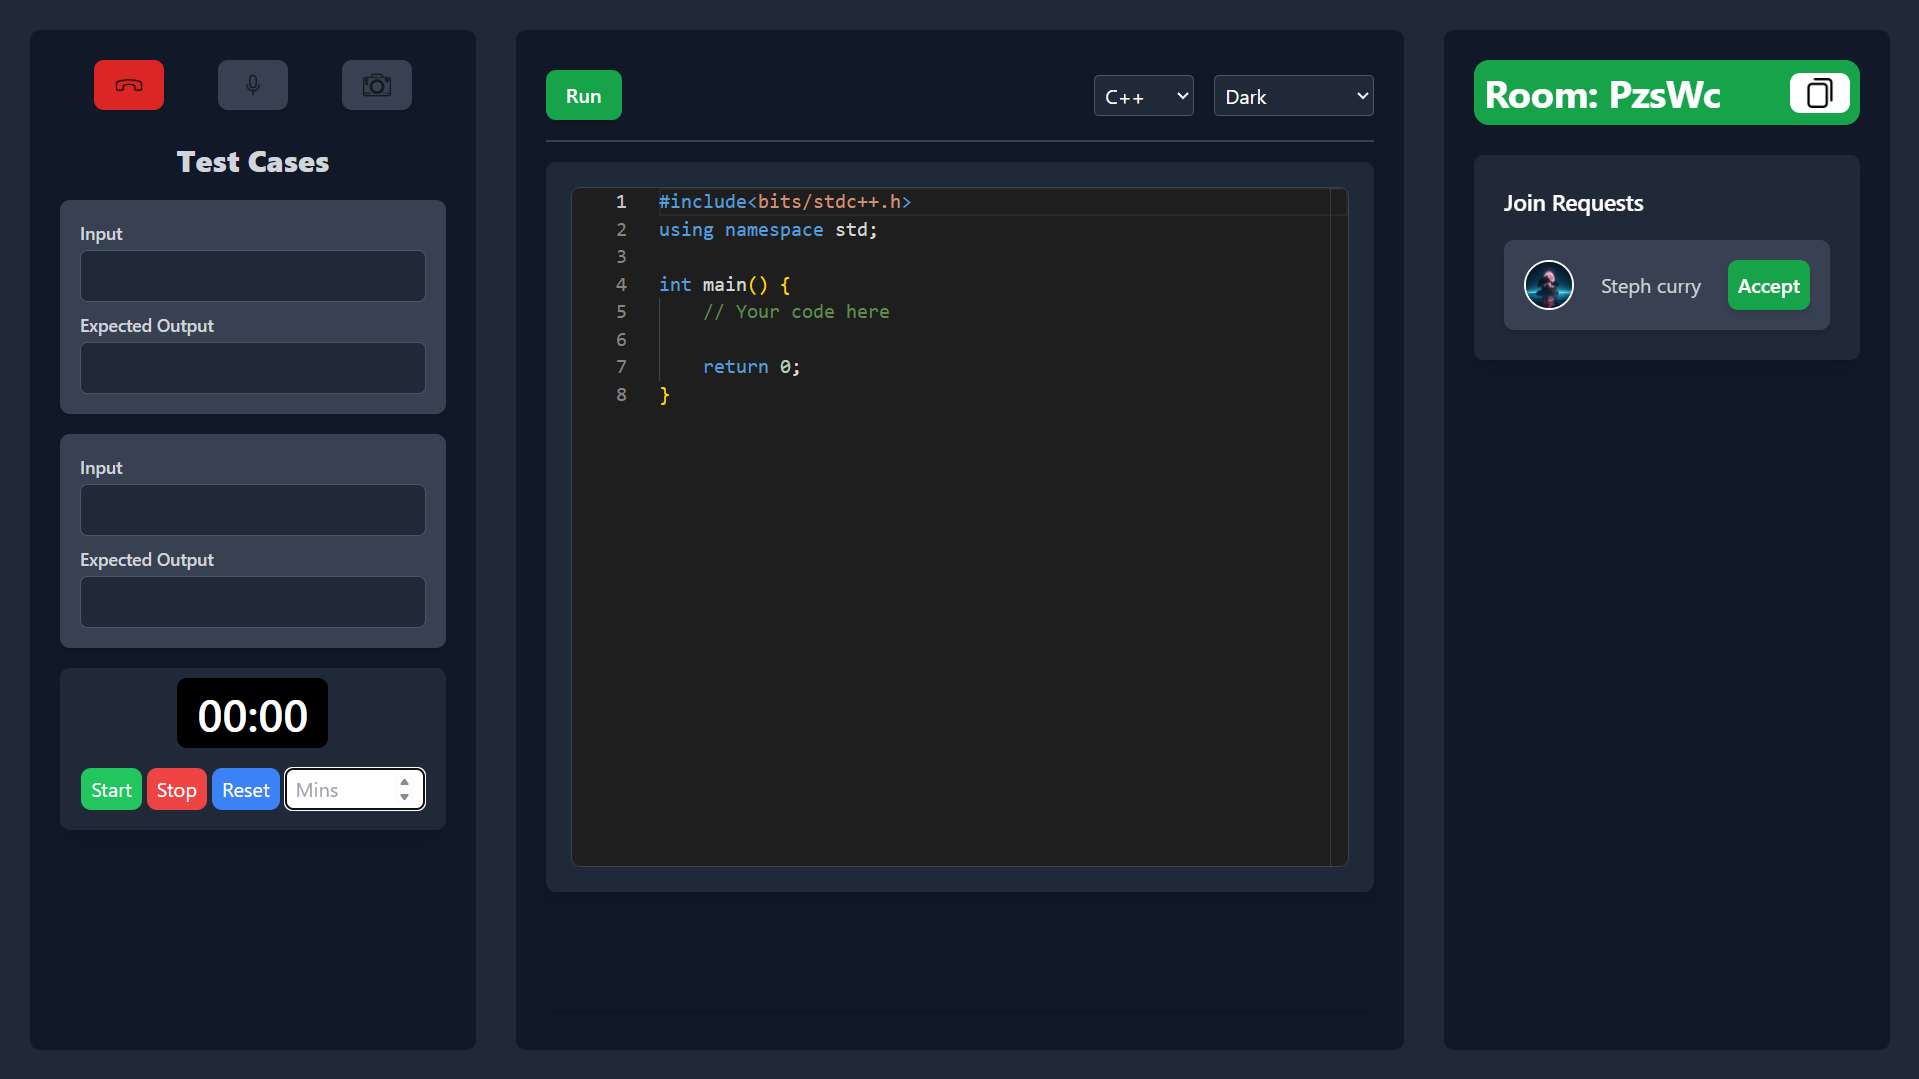 Test Cases
Input
Expected Output
Input
Expected Output
00:00
Start Stop Reset Mins
Run C++ Dark
1 #include<bits/stdc++.h>
2 using namespace std;
3
4 int main() {
5     // Your code here
6
7     return 0;
8 }
Room: PzsWc
Join Requests
Steph curry Accept